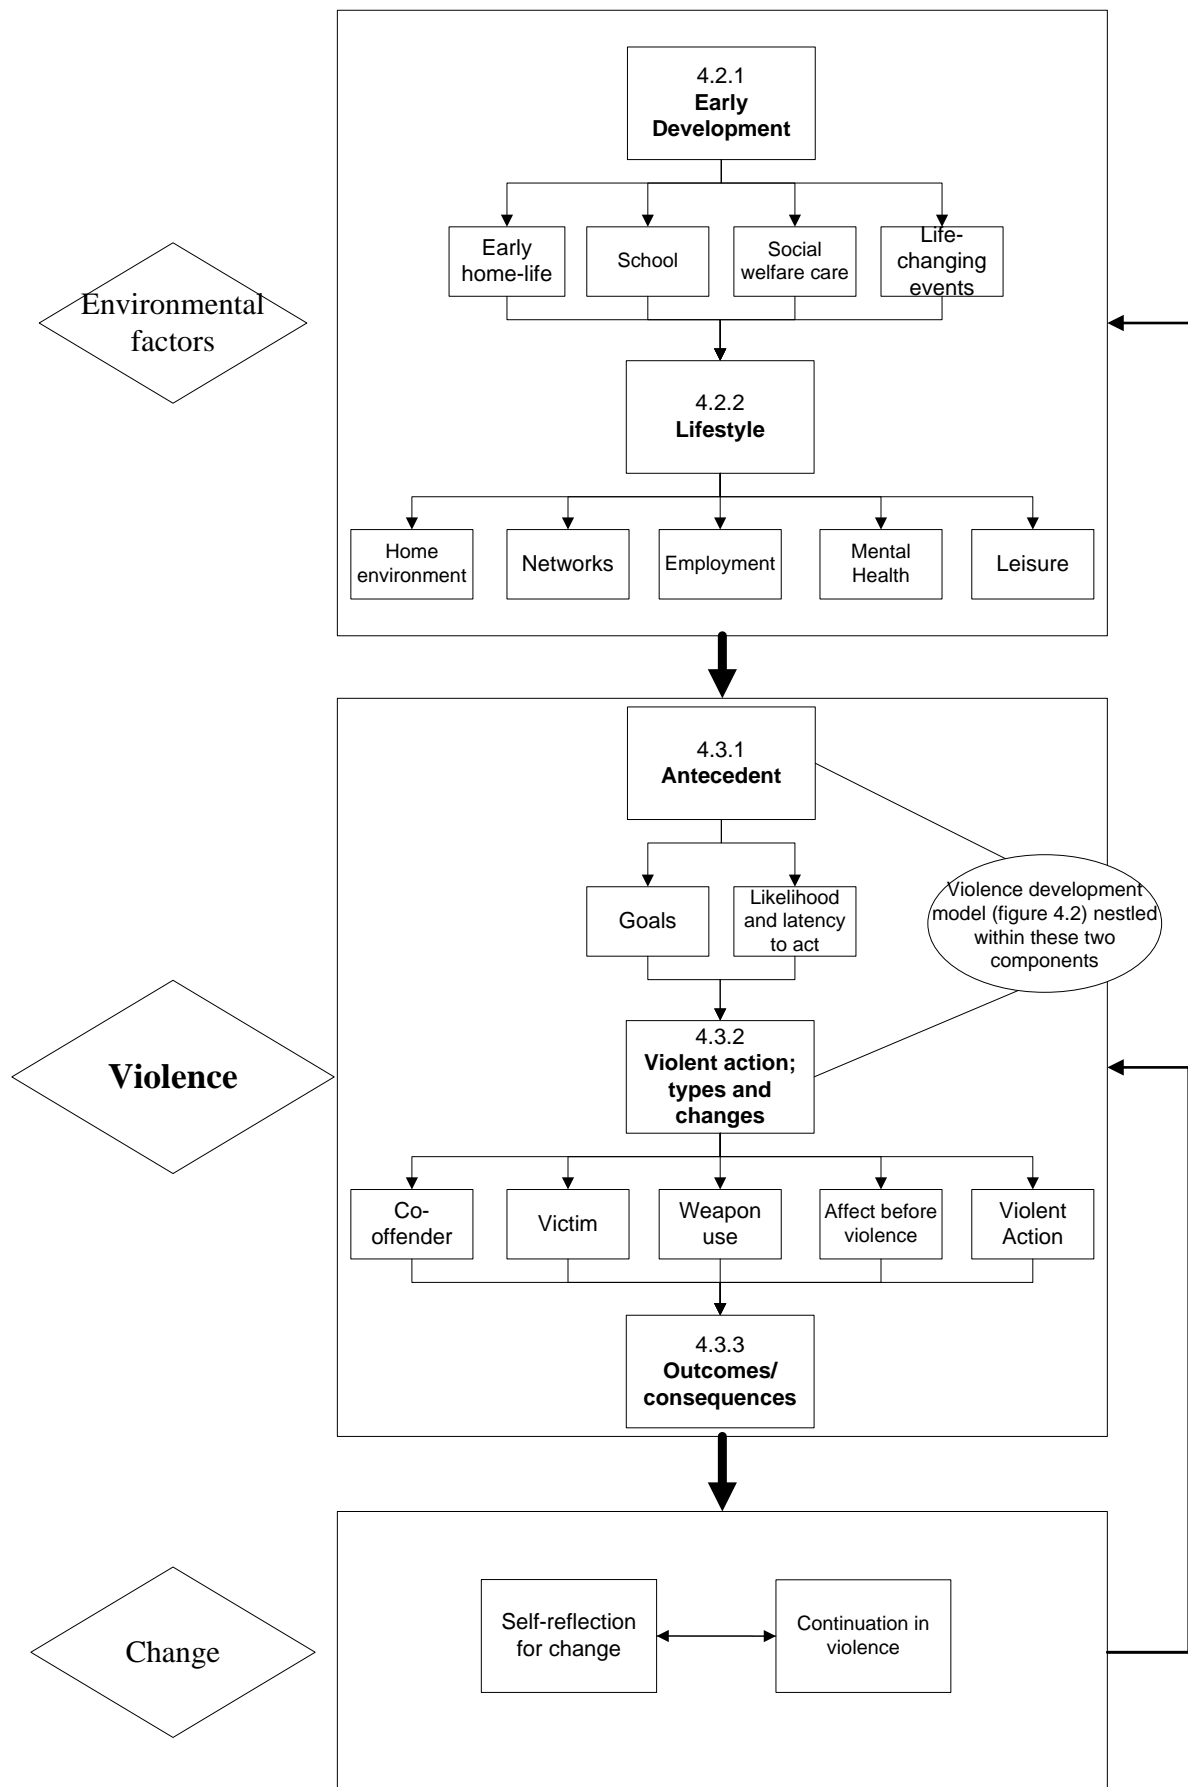 4.2.1
Early
Development
Early
home-life
School
Social
welfare care
Life-
changing
events
Environmental
factors
4.2.2
Lifestyle
Home
environment
Networks
Employment
Mental
Health
Leisure
4.3.1
Antecedent
Goals
Likelihood
and latency
to act
Violence development
model (figure 4.2) nestled
within these two
components
4.3.2
Violent action;
types and
changes
Violence
Co-
offender
Victim
Weapon
use
Affect before
violence
Violent
Action
4.3.3
Outcomes/
consequences
Change
Self-reflection
for change
Continuation in
violence